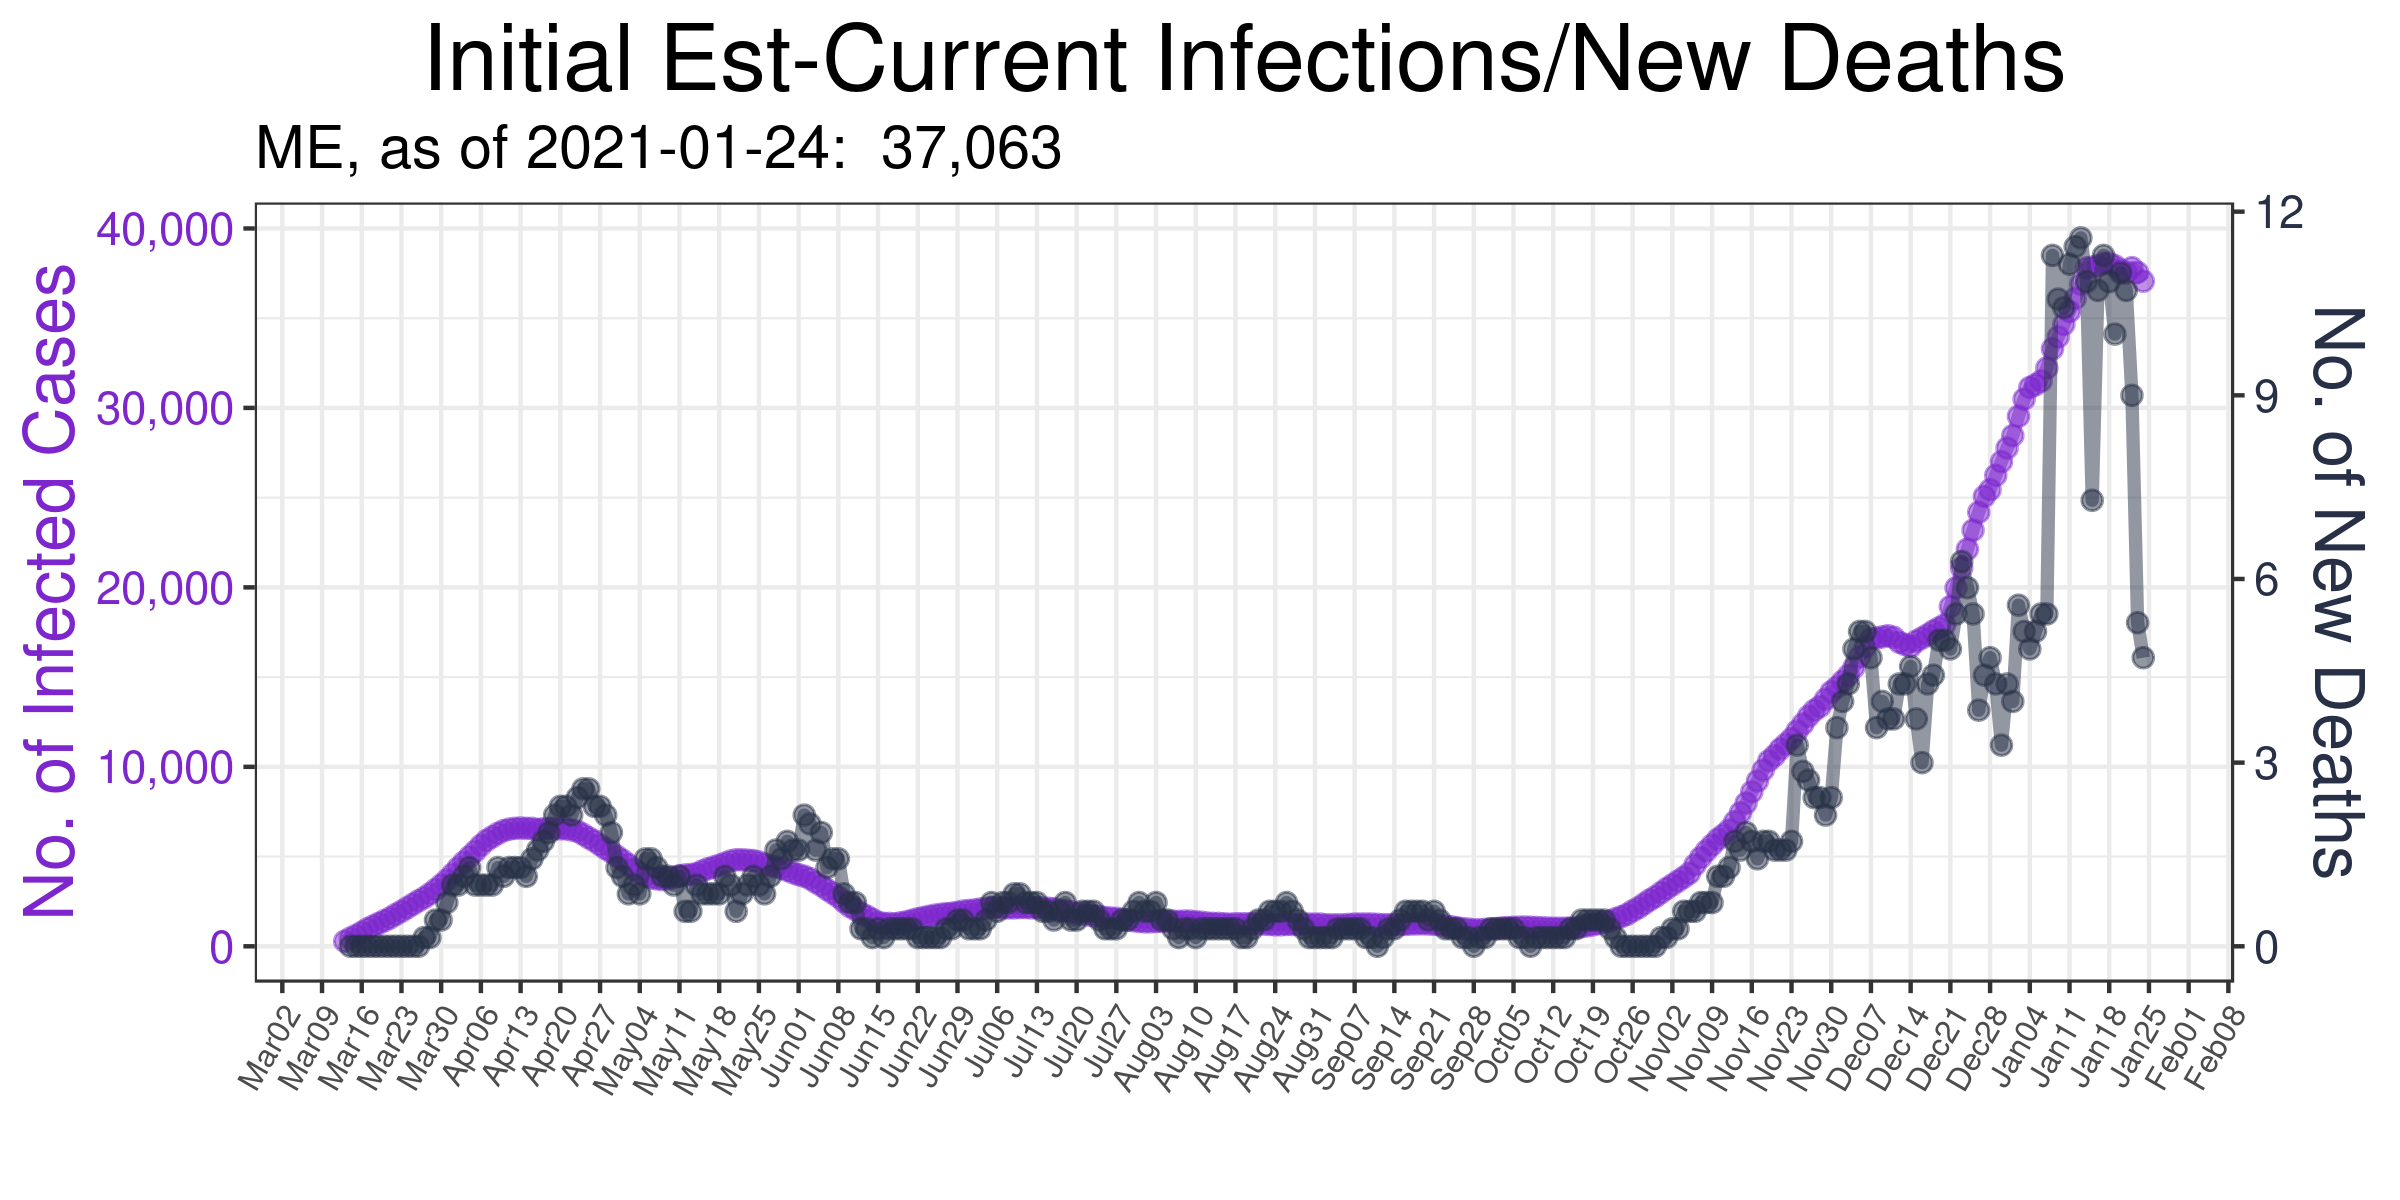 Initial Est-Current Infections/New Deaths
ME, as of 2021-01-24:  37,063
No. of Infected Cases
40,000
30,000
20,000
10,000
0
12
9
6
3
0
No. of New Deaths
Mar02
Mar09
Mar16
Mar23
Mar30
Apr06
Apr13
Apr20
Apr27
May04
May11
May18
May25
Jun01
Jun08
Jun15
Jun22
Jun29
Jul06
Jul13
Jul20
Jul27
Aug03
Aug10
Aug17
Aug24
Aug31
Sep07
Sep14
Sep21
Sep28
Oct05
Oct12
Oct19
Oct26
Nov02
Nov09
Nov16
Nov23
Nov30
Dec07
Dec14
Dec21
Dec28
Dec04
Jan11
Jan18
Jan25
Feb01
Feb08